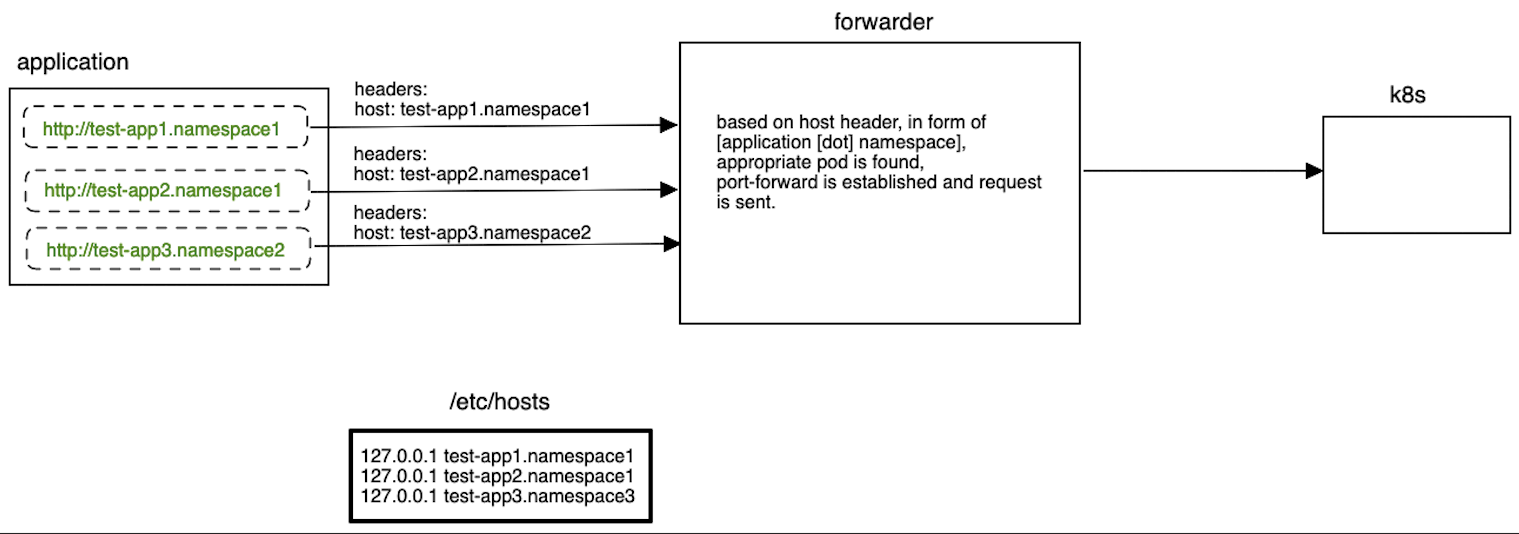 forwarder
application
k8s
http://test-app1.namespace1
headers:
host: test-app1.namespace1
http://test-app2.namespace1
headers:
host: test-app2.namespace1
http://test-app3.namespace2
headers:
host: test-app3.namespace2
based on host header, in form of
[application [dot] namespace],
appropriate pod is found,
port-forward is established and request
is sent.
/etc/hosts
127.0.0.1 test-app1.namespace1
127.0.0.1 test-app2.namespace1
127.0.0.1 test-app3.namespace3